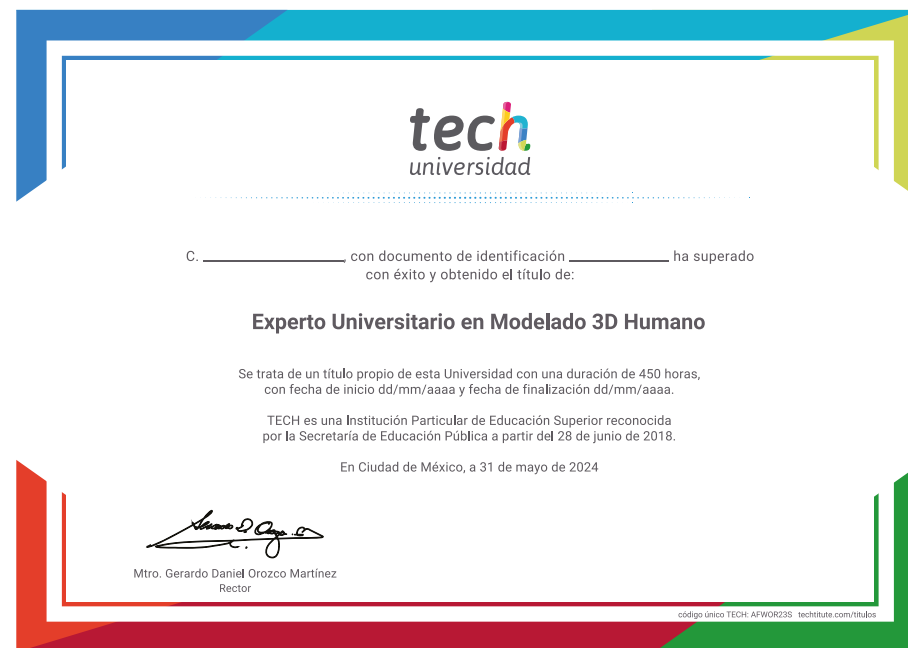 tech
universidad
C. ____________, con documento de identificación ____________ ha superado
con éxito y obtenido el título de:
Experto Universitario en Modelado 3D Humano
Se trata de un título propio de esta Universidad con una duración de 450 horas,
con fecha de inicio dd/mm/aaaa y fecha de finalización dd/mm/aaaa.
TECH es una Institución Particular de Educación Superior reconocida
por la Secretaría de Educación Pública a partir del 28 de junio de 2018.
En Ciudad de México, a 31 de mayo de 2024
Mtro. Gerardo Daniel Orozco Martínez
Rector
código único TECH: AFWOR23S techtitute.com/titulos